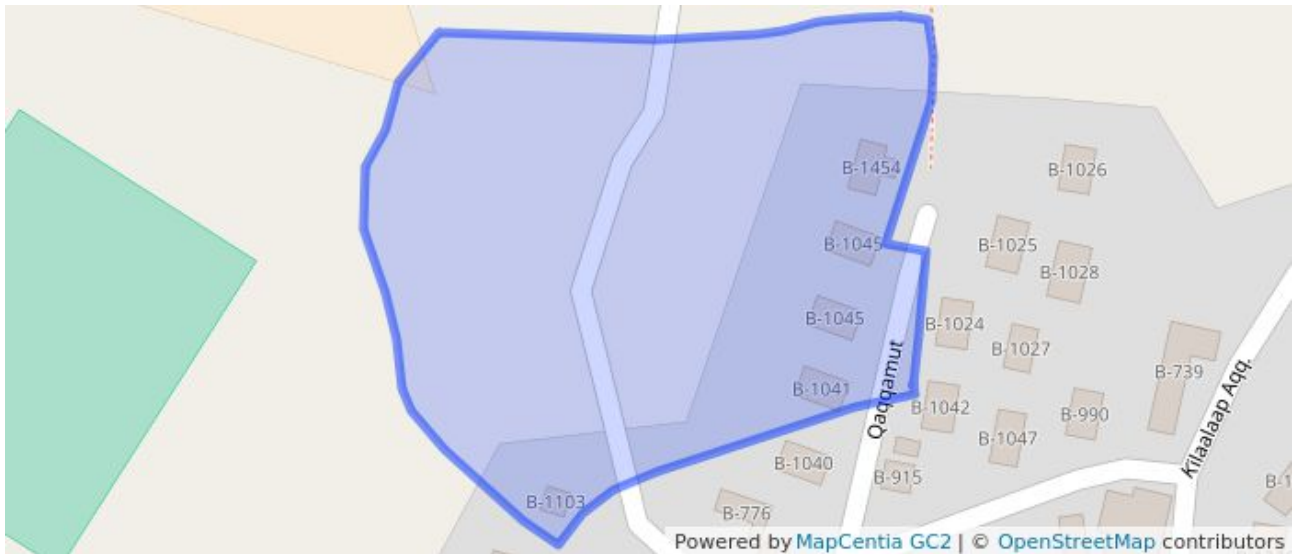 B-1454
B-1026
B-1045
B-1025
B-1028
B-1045
B-1024
B-1027
B-739
B-1041
Qaqqamut
B-1042
B-990
Kilaalaap Aqq.
B-1047
B-1040
B-915
B-1103
B-776
B-1
Powered by MapCentia GC2 | © OpenStreetMap contributors